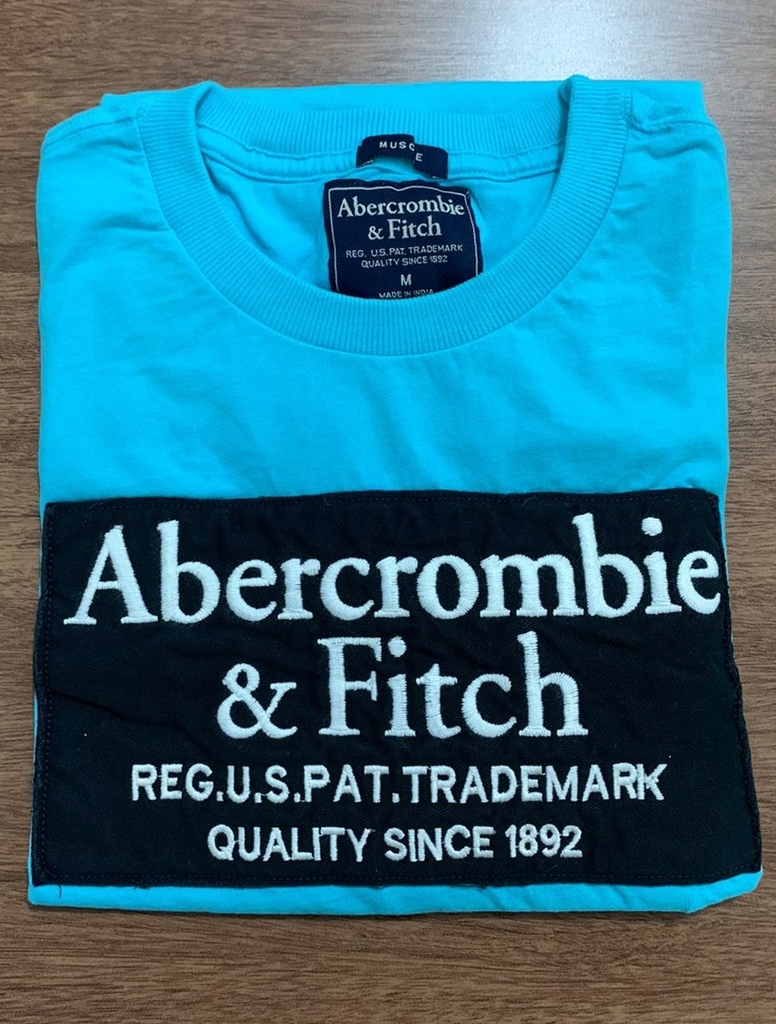 MUSC
E
Abercrombie
& Fitch
REG. U.S. PAT. TRADEMARK
QUALITY SINCE 1892
M
MADE IN INDIA
Abercrombie
& Fitch
REG.U.S.PAT.TRADEMARK
QUALITY SINCE 1892